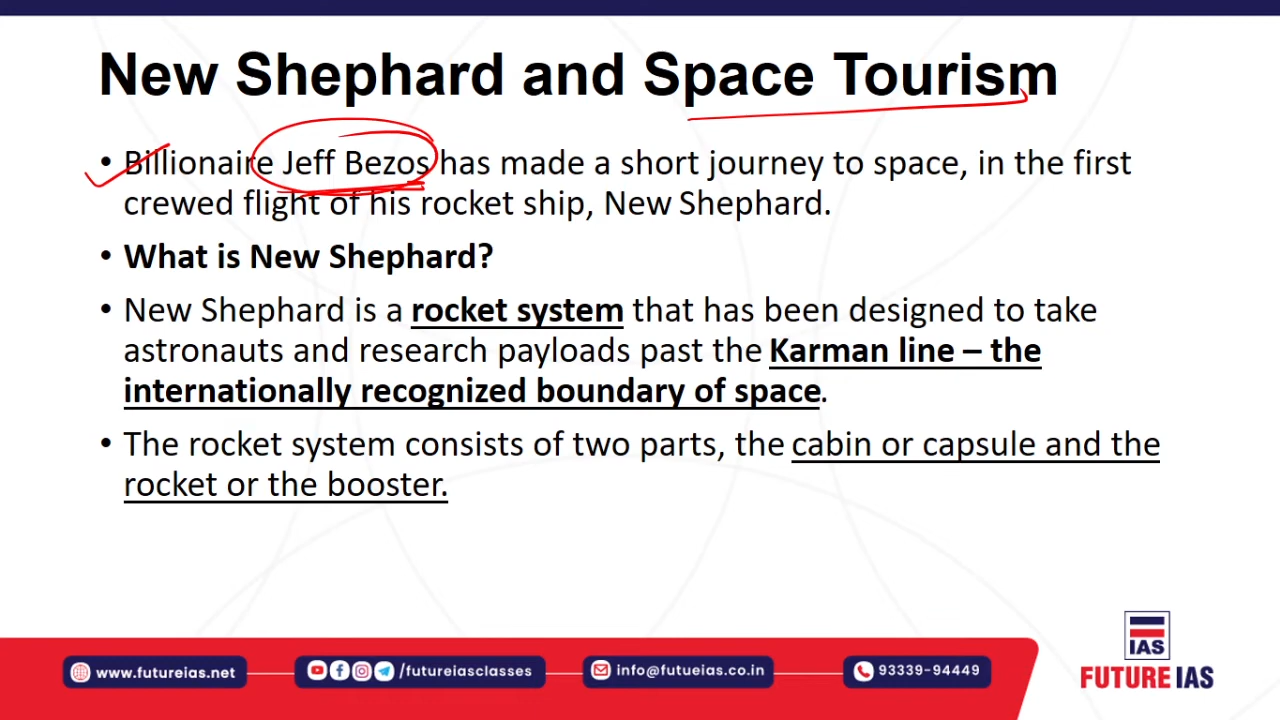 New Shephard and Space Tourism
• Billionaire Jeff Bezos has made a short journey to space, in the first
crewed flight of his rocket ship, New Shephard.
• What is New Shephard?
• New Shephard is a rocket system that has been designed to take
astronauts and research payloads past the Karman line – the
internationally recognized boundary of space.
• The rocket system consists of two parts, the cabin or capsule and the
rocket or the booster.
IAS
FUTURE IAS
www.futureias.net
/futureiasclasses
info@futueias.co.in
93339-94449